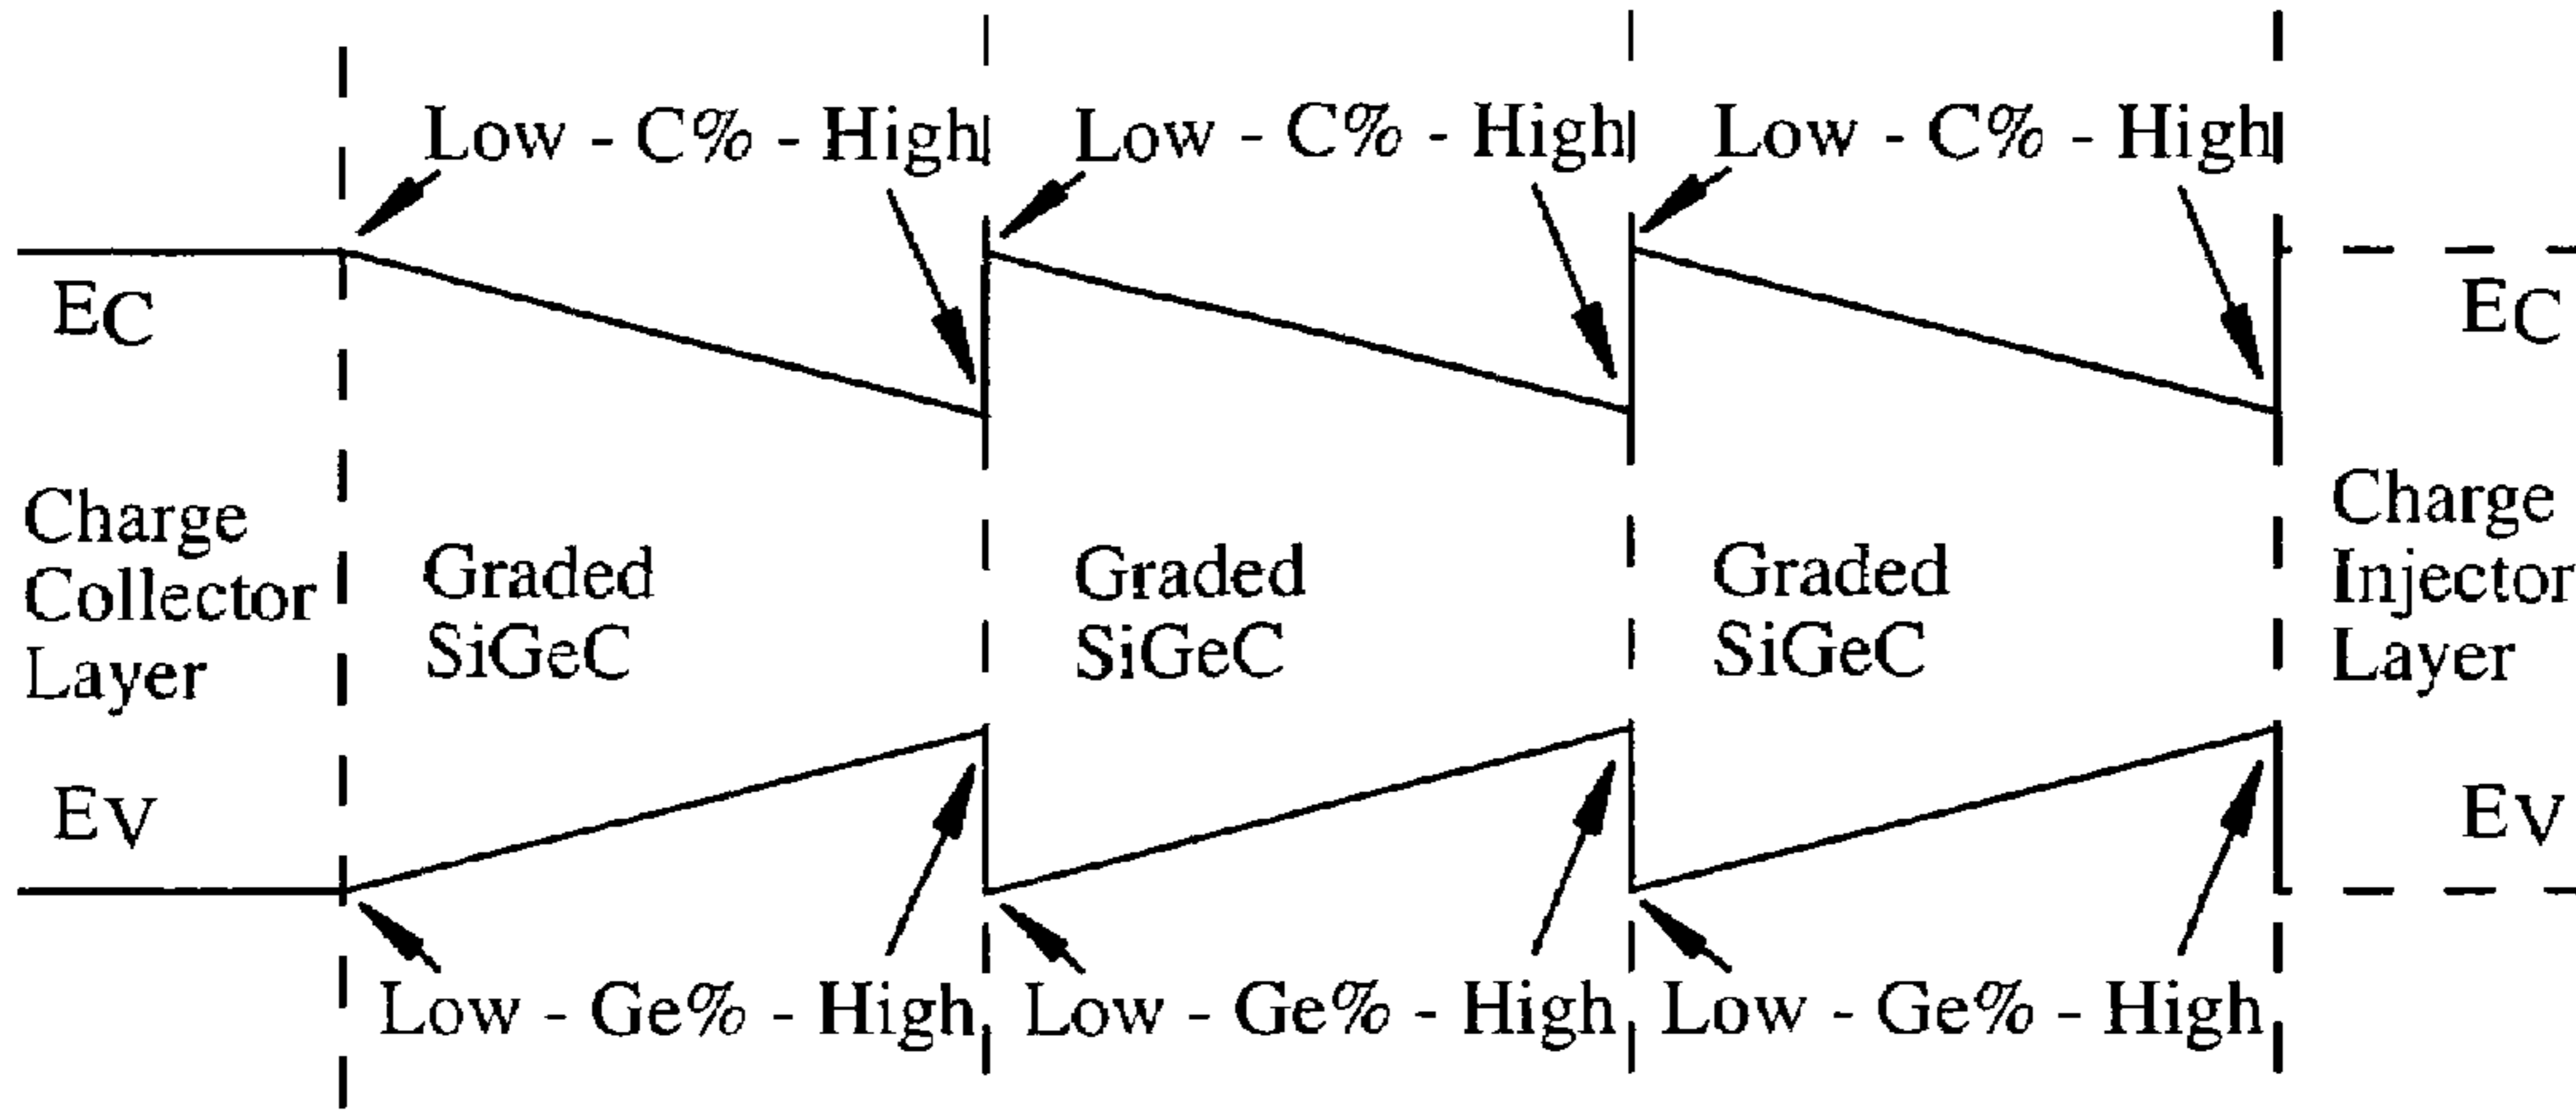 Low - C% - High
Low - C% - High
Low - C% - High
EC
EC
Charge
Collector
Layer
Graded
SiGeC
Graded
SiGeC
Graded
SiGeC
Charge
Injector
Layer
EV
EV
Low - Ge% - High
Low - Ge% - High
Low - Ge% - High